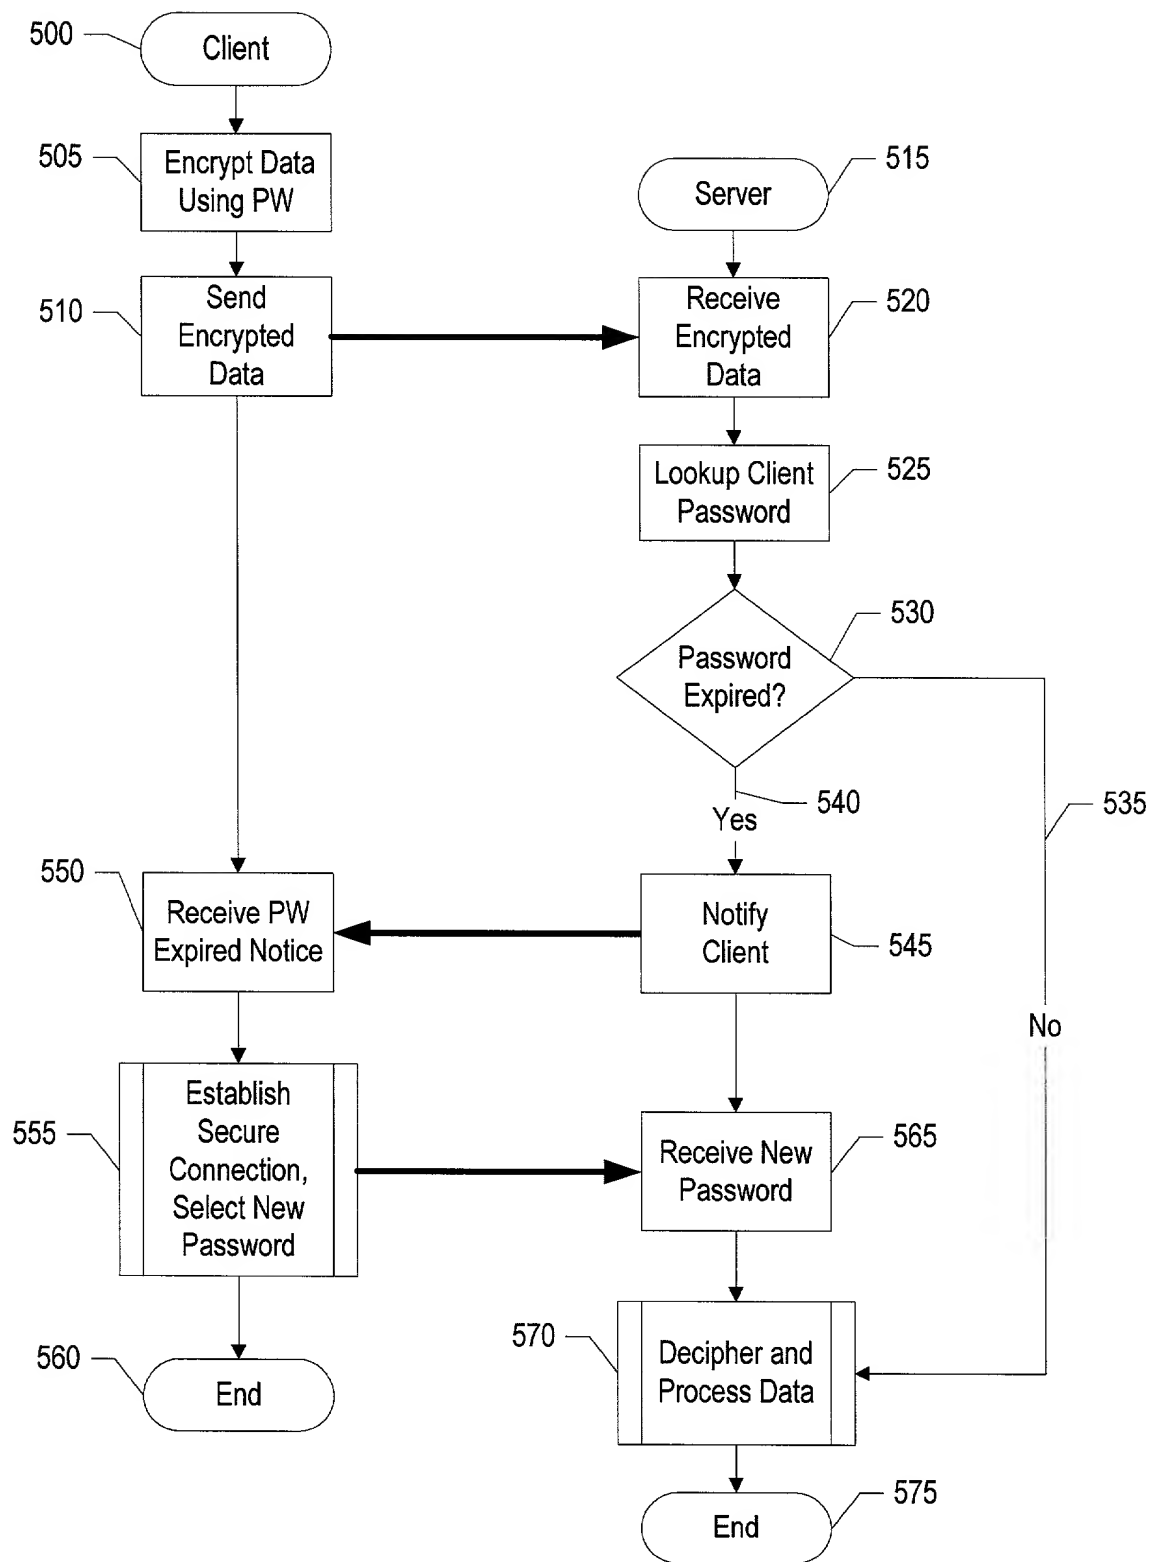 500
Client
505
Encrypt Data
Using PW
515
Server
510
Send
Encrypted
Data
520
Receive
Encrypted
Data
525
Lookup Client
Password
530
Password
Expired?
540
Yes
535
No
550
Receive PW
Expired Notice
Notify
Client
545
555
Establish
Secure
Connection,
Select New
Password
565
Receive New
Password
560
End
570
Decipher and
Process Data
575
End